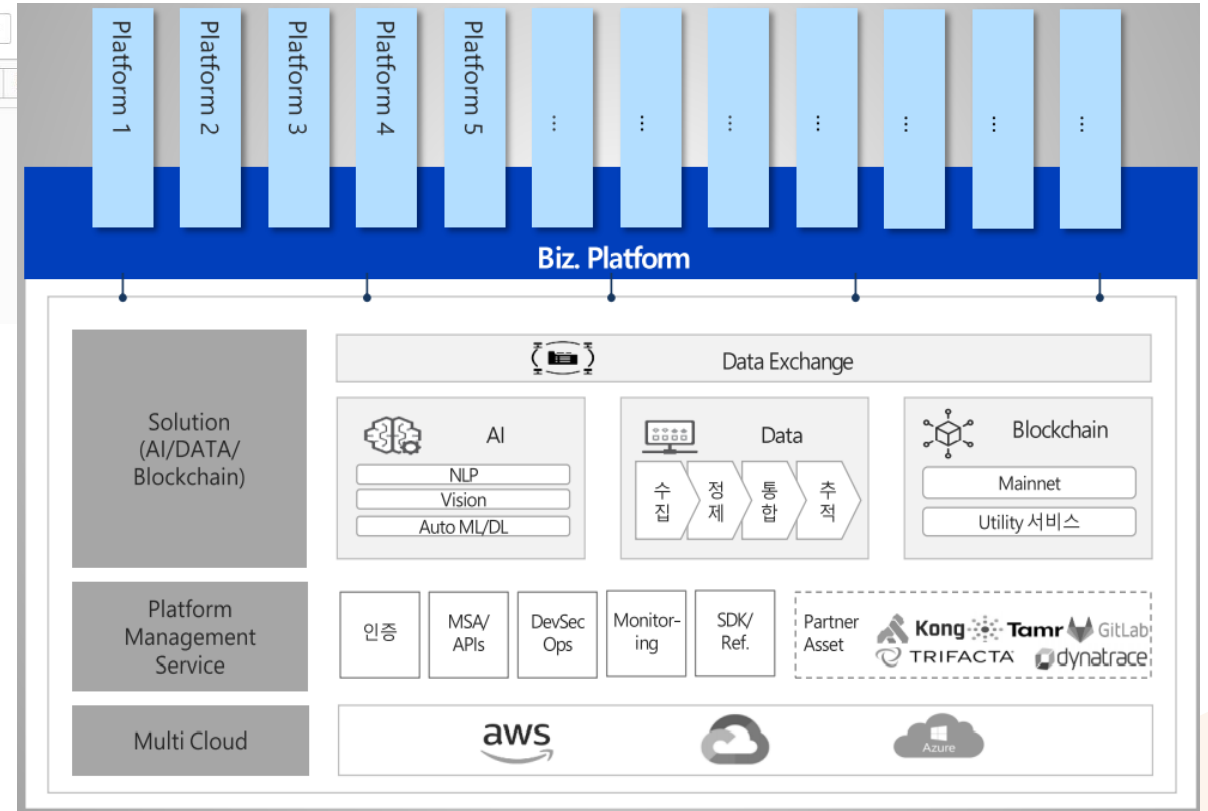 Platform 1
Platform 2
Platform 3
Platform 4
Platform 5
...
...
...
...
...
...
...
Biz. Platform
Solution
(AI/DATA/
Blockchain)
Data Exchange
AI
NLP
Vision
Auto ML/DL
Data
수집
정제
통합
추적
Blockchain
Mainnet
Utility 서비스
Platform
Management
Service
인증
MSA/
APIs
DevSec
Ops
Monitor-
ing
SDK/
Ref.
Partner
Asset
Kong
Tamr
GitLab
TRIFACTA
dynatrace
Multi Cloud
aws
Azure